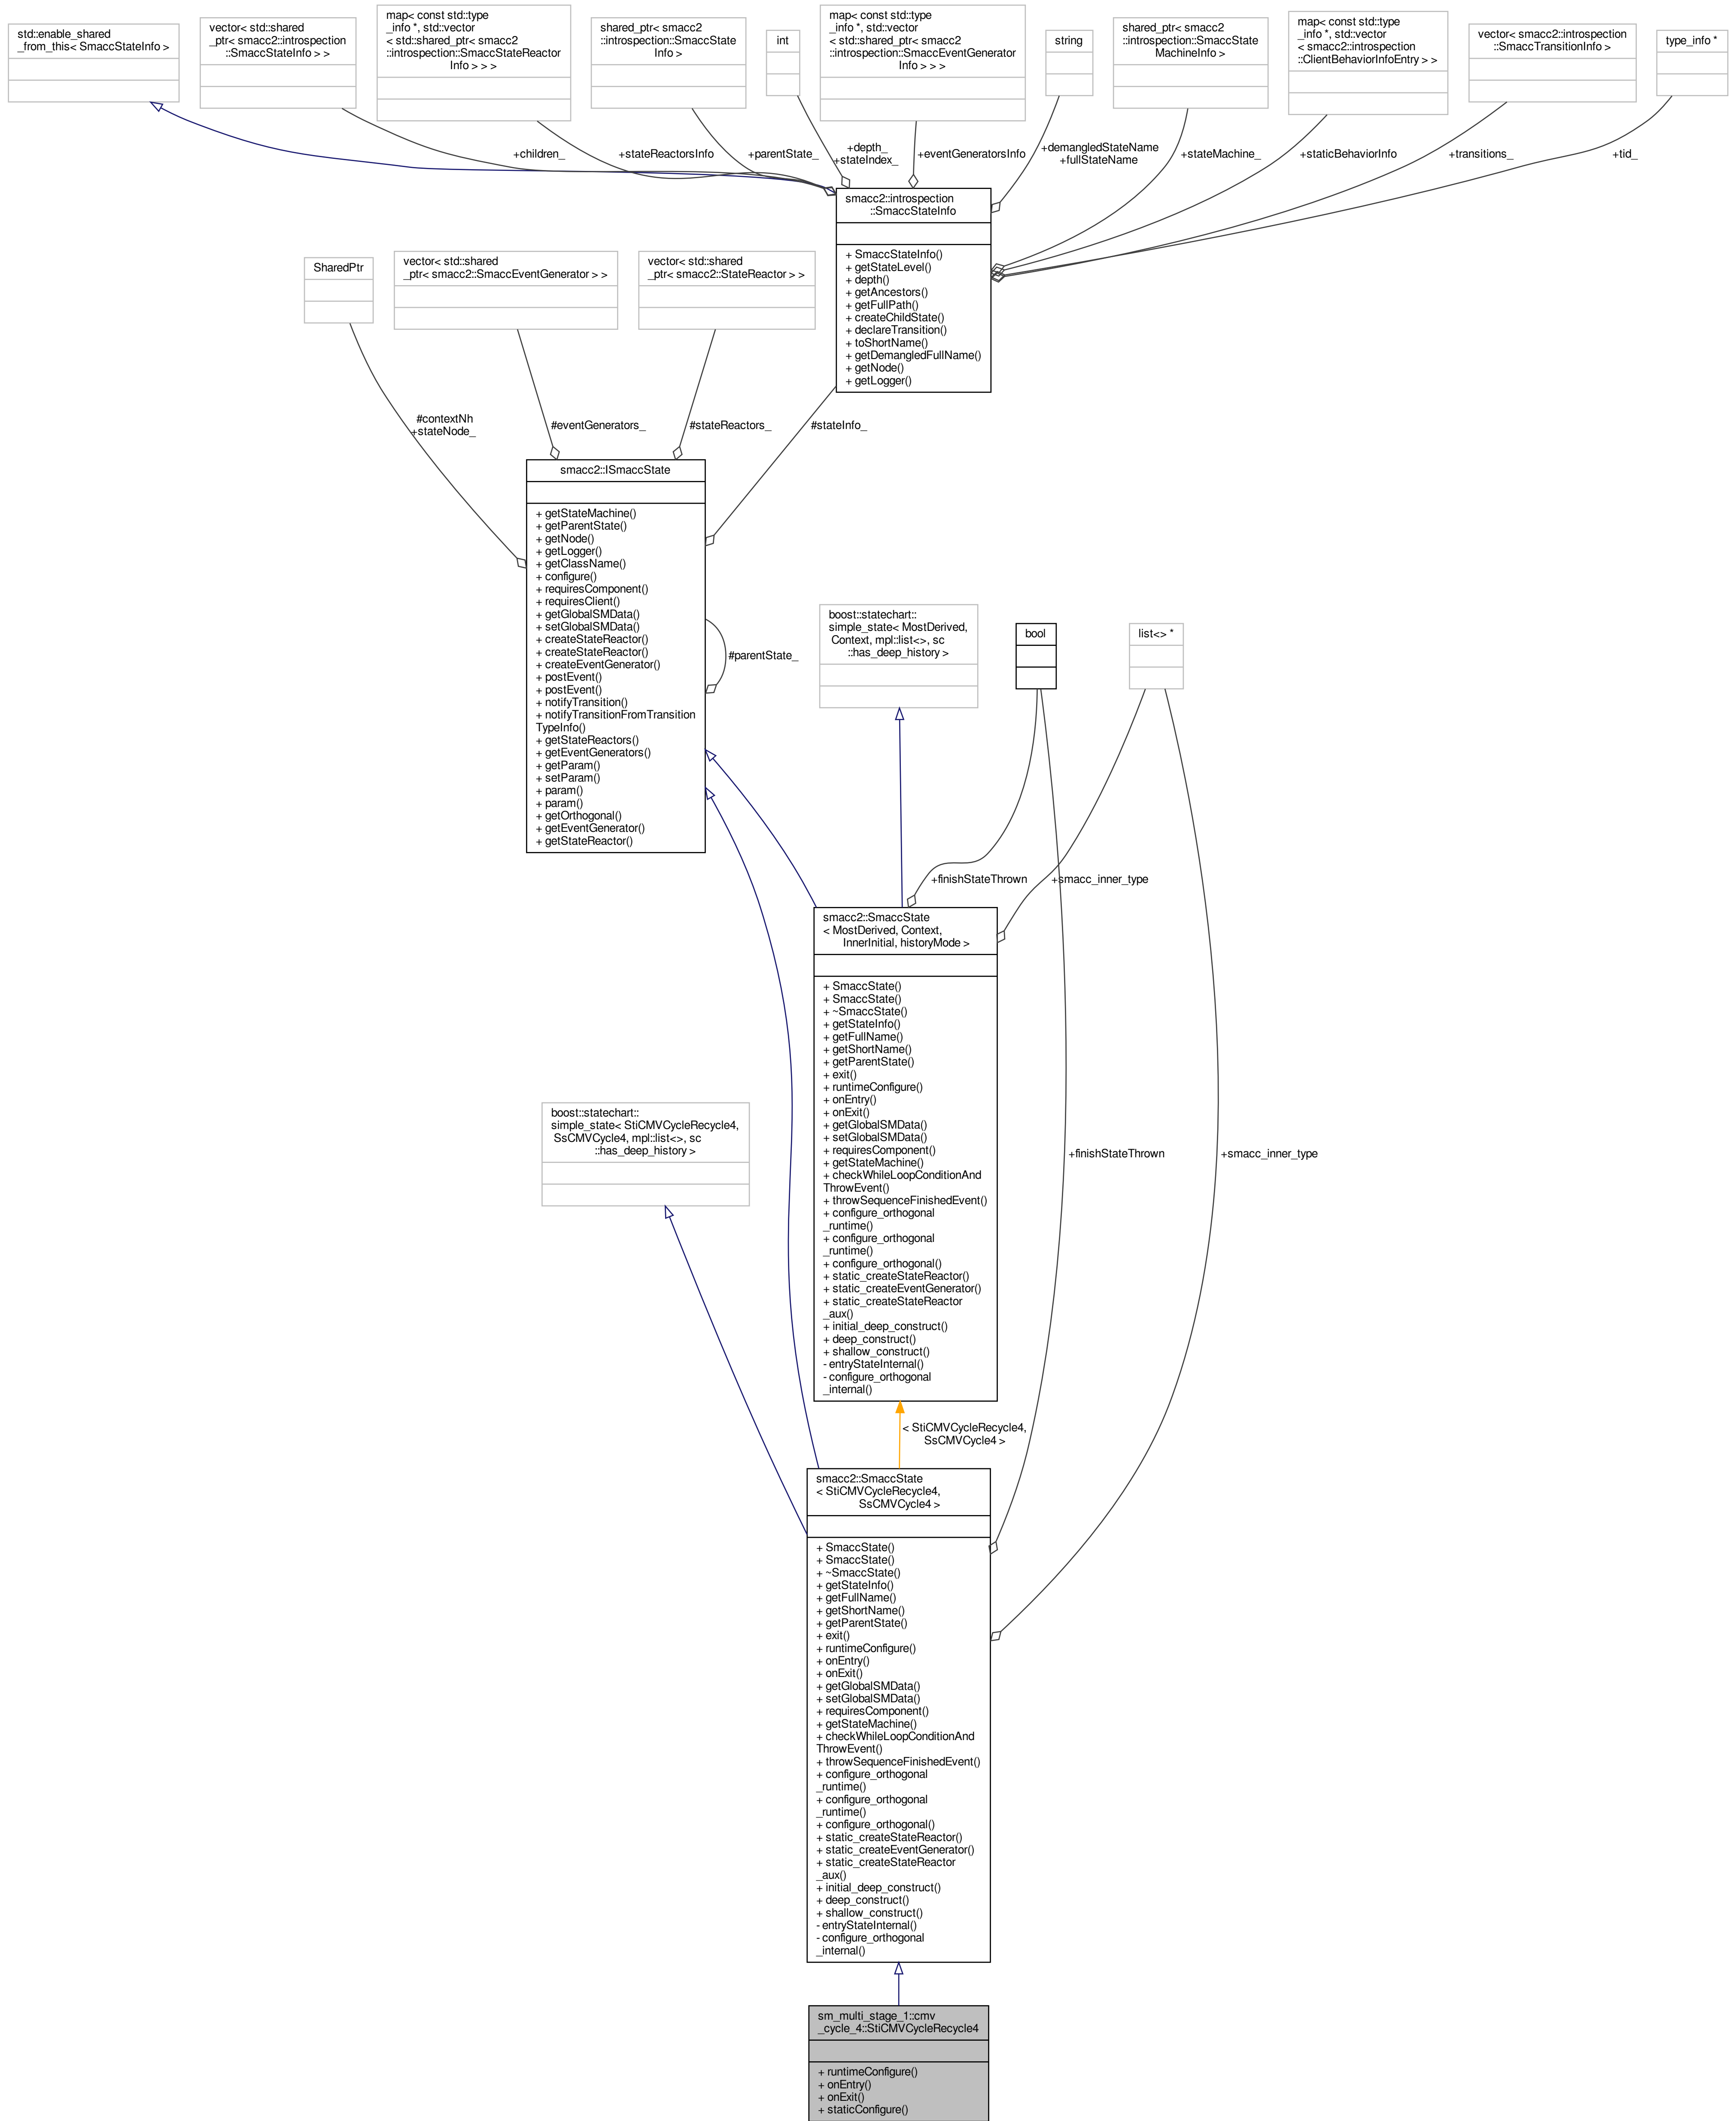 std::enable_shared
_from_this< SmaccStateInfo >
vector< std::shared
_ptr< smacc2::introspection
::SmaccStateInfo > >
map< const std::type
_info *, std::vector
< std::shared_ptr< smacc2
::introspection::SmaccStateReactor
Info > > >
shared_ptr< smacc2
::introspection::SmaccState
Info >
int
map< const std::type
_info *, std::vector
< std::shared_ptr< smacc2
::introspection::SmaccEventGenerator
Info > > >
string
shared_ptr< smacc2
::introspection::SmaccState
MachineInfo >
map< const std::type
_info *, std::vector
< smacc2::introspection
::ClientBehaviorInfoEntry > >
vector< smacc2::introspection
::SmaccTransitionInfo >
type_info *
+children_
+stateReactorsInfo
+parentState_
+depth_
+stateIndex_
+eventGeneratorsInfo
+demangledStateName
+fullStateName
+stateMachine_
+staticBehaviorInfo
+transitions_
+tid_
smacc2::introspection
::SmaccStateInfo
+ SmaccStateInfo()
+ getStateLevel()
+ depth()
+ getAncestors()
+ getFullPath()
+ createChildState()
+ declareTransition()
+ toShortName()
+ getDemangledFullName()
+ getNode()
+ getLogger()
SharedPtr
vector< std::shared
_ptr< smacc2::SmaccEventGenerator > >
vector< std::shared
_ptr< smacc2::StateReactor > >
#contextNh
+stateNode_
#eventGenerators_
#stateReactors_
#stateInfo_
smacc2::ISmaccState
+ getStateMachine()
+ getParentState()
+ getNode()
+ getLogger()
+ getClassName()
+ configure()
+ requiresComponent()
+ requiresClient()
+ getGlobalSMData()
+ setGlobalSMData()
+ createStateReactor()
+ createStateReactor()
+ createEventGenerator()
+ postEvent()
+ postEvent()
+ notifyTransition()
+ notifyTransitionFromTransition
TypeInfo()
+ getStateReactors()
+ getEventGenerators()
+ getParam()
+ setParam()
+ param()
+ param()
+ getOrthogonal()
+ getEventGenerator()
+ getStateReactor()
#parentState_
boost::statechart::
simple_state< MostDerived,
Context, mpl::list<>, sc
::has_deep_history >
bool
list<> *
+finishStateThrown
+smacc_inner_type
smacc2::SmaccState
< MostDerived, Context,
InnerInitial, historyMode >
+ SmaccState()
+ SmaccState()
+ ~SmaccState()
+ getStateInfo()
+ getFullName()
+ getShortName()
+ getParentState()
+ exit()
+ runtimeConfigure()
+ onEntry()
+ onExit()
+ getGlobalSMData()
+ setGlobalSMData()
+ requiresComponent()
+ getStateMachine()
+ checkWhileLoopConditionAnd
ThrowEvent()
+ throwSequenceFinishedEvent()
+ configure_orthogonal
_runtime()
+ configure_orthogonal
_runtime()
+ configure_orthogonal()
+ static_createStateReactor()
+ static_createEventGenerator()
+ static_createStateReactor
_aux()
+ initial_deep_construct()
+ deep_construct()
+ shallow_construct()
- entryStateInternal()
- configure_orthogonal
_internal()
boost::statechart::
simple_state< StiCMVCycleRecycle4,
SsCMVCycle4, mpl::list<>, sc
::has_deep_history >
+finishStateThrown
+smacc_inner_type
< StiCMVCycleRecycle4,
SsCMVCycle4 >
smacc2::SmaccState
< StiCMVCycleRecycle4,
SsCMVCycle4 >
+ SmaccState()
+ SmaccState()
+ ~SmaccState()
+ getStateInfo()
+ getFullName()
+ getShortName()
+ getParentState()
+ exit()
+ runtimeConfigure()
+ onEntry()
+ onExit()
+ getGlobalSMData()
+ setGlobalSMData()
+ requiresComponent()
+ getStateMachine()
+ checkWhileLoopConditionAnd
ThrowEvent()
+ throwSequenceFinishedEvent()
+ configure_orthogonal
_runtime()
+ configure_orthogonal
_runtime()
+ configure_orthogonal()
+ static_createStateReactor()
+ static_createEventGenerator()
+ static_createStateReactor
_aux()
+ initial_deep_construct()
+ deep_construct()
+ shallow_construct()
- entryStateInternal()
- configure_orthogonal
_internal()
sm_multi_stage_1::cmv
_cycle_4::StiCMVCycleRecycle4
+ runtimeConfigure()
+ onEntry()
+ onExit()
+ staticConfigure()